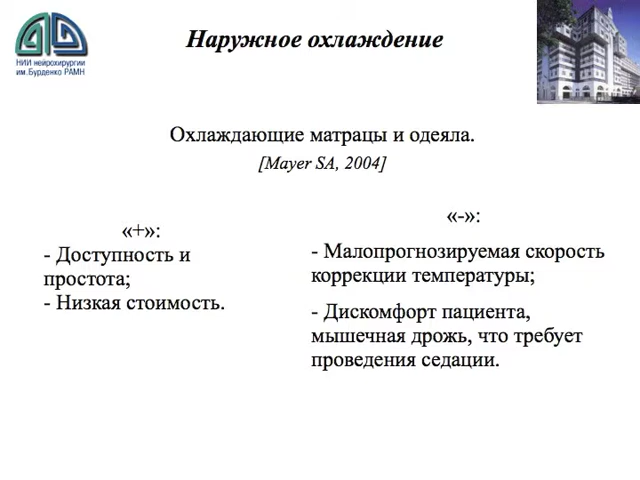 НИИ нейрохирургии
им.Бурденко РАМН
Наружное охлаждение
Охлаждающие матрацы и одеяла.
[Mayer SA, 2004]
«+»:
- Доступность и
простота;
- Низкая стоимость.
«-»:
- Малопрогнозируемая скорость
коррекции температуры;
- Дискомфорт пациента,
мышечная дрожь, что требует
проведения седации.